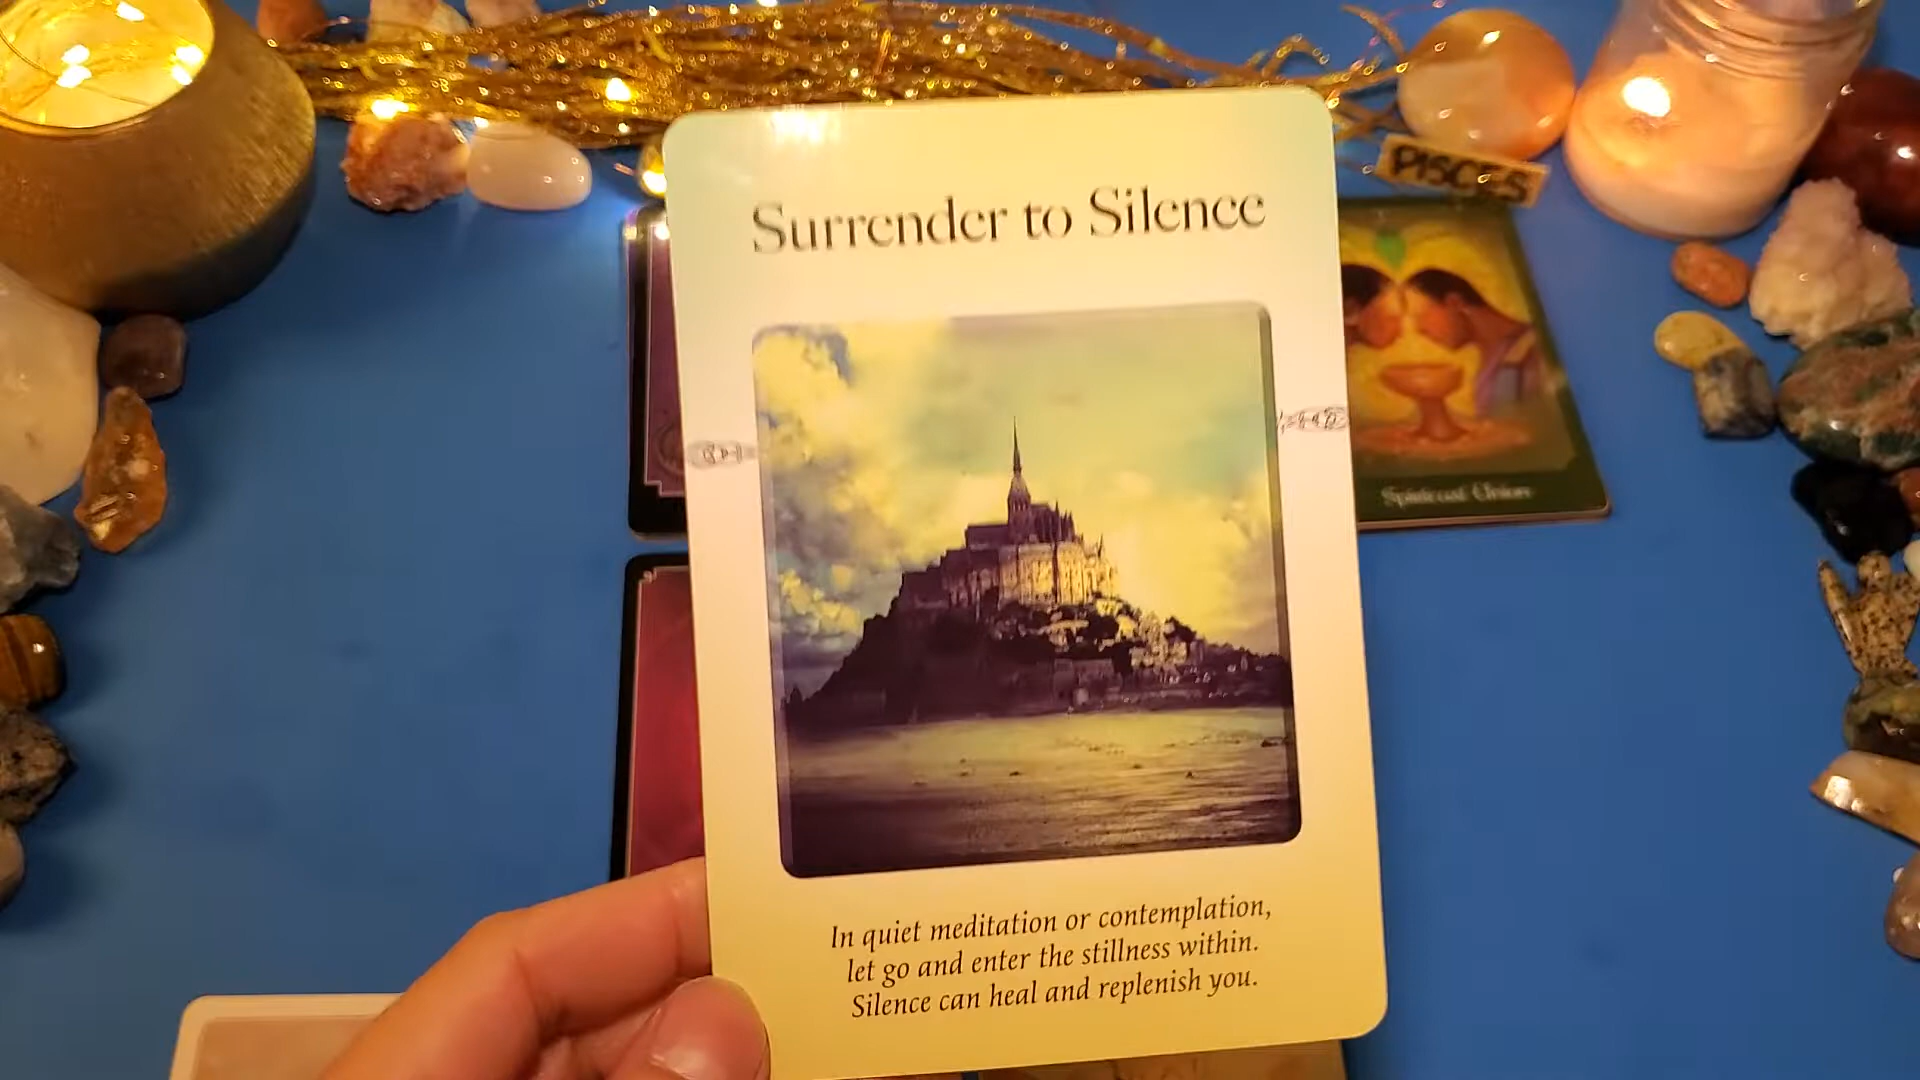 PISCES
Surrender to Silence
Spiritual Union
In quiet meditation or contemplation,
let go and enter the stillness within.
Silence can heal and replenish you.